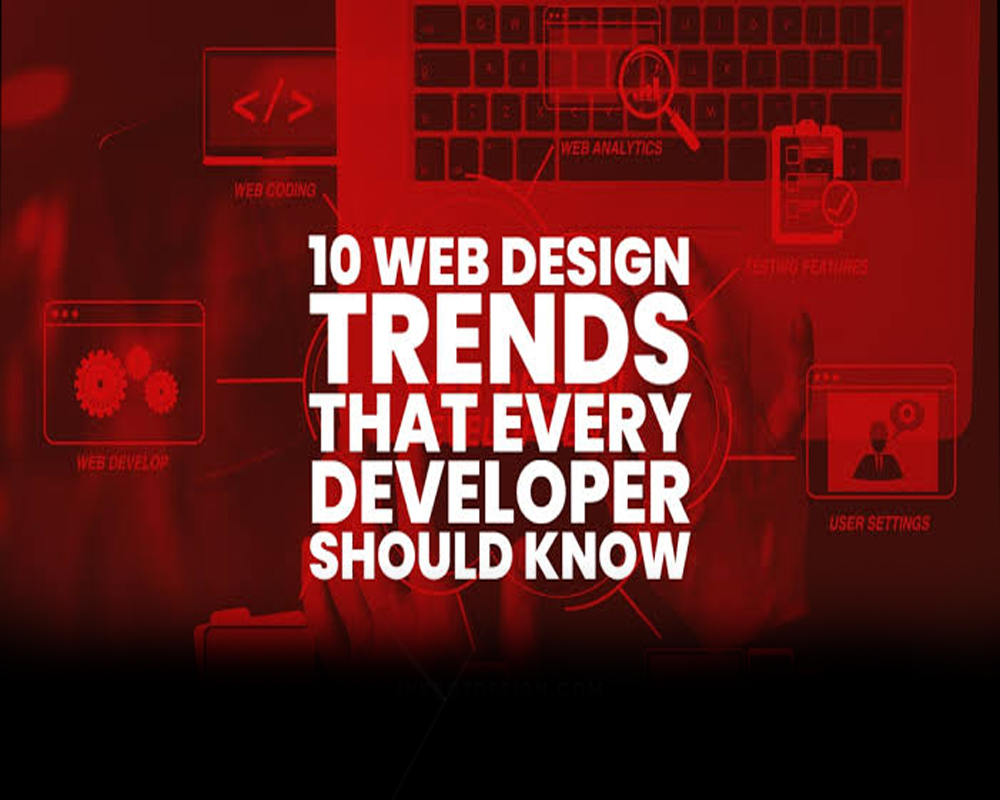 </>
WEB CODING
WEB ANALYTICS
TESTING FEATURES
10 WEB DESIGN
TRENDS
THAT EVERY
DEVELOPER
SHOULD KNOW
WEB DEVELOP
USER SETTINGS